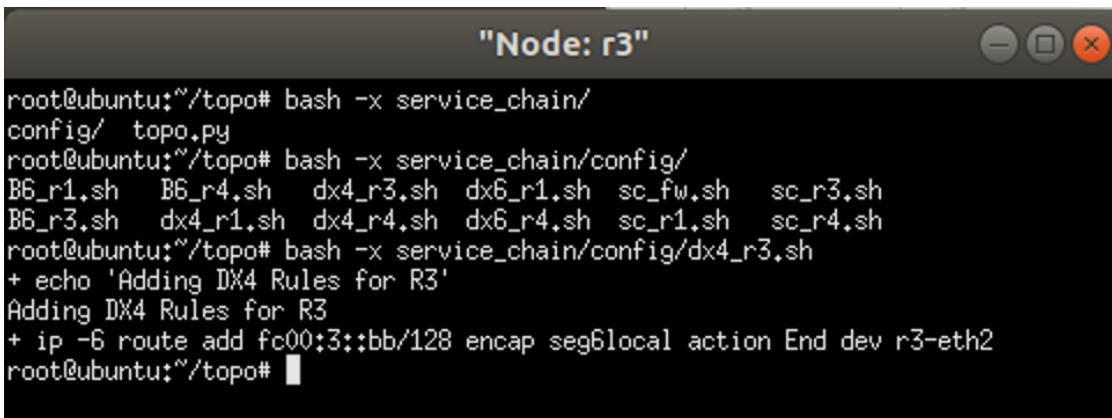 "Node: r3"
root@ubuntu:~/topo# bash -x service_chain/
config/  topo.py
root@ubuntu:~/topo# bash -x service_chain/config/
B6_r1.sh   B6_r4.sh   dx4_r3.sh  dx6_r1.sh  sc_fw.sh   sc_r3.sh
B6_r3.sh   dx4_r1.sh  dx4_r4.sh  dx6_r4.sh  sc_r1.sh   sc_r4.sh
root@ubuntu:~/topo# bash -x service_chain/config/dx4_r3.sh
+ echo 'Adding DX4 Rules for R3'
Adding DX4 Rules for R3
+ ip -6 route add fc00:3::bb/128 encap seg6local action End dev r3-eth2
root@ubuntu:~/topo#